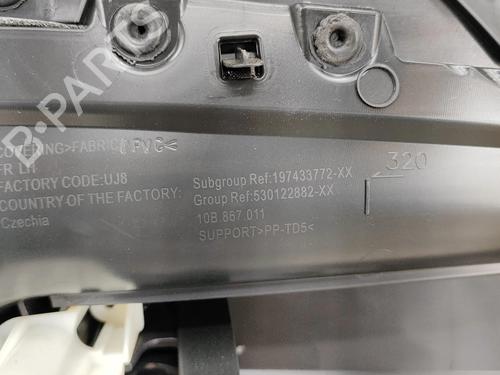 B-PARTS
COVERING>FABRIC/PVC<
FR LH
FACTORY CODE:UJ8
COUNTRY OF THE FACTORY:
Czechia
Subgroup Ref:197433772-XX
Group Ref:530122882-XX
10B.867.011
SUPPORT>PP-TD5<
320